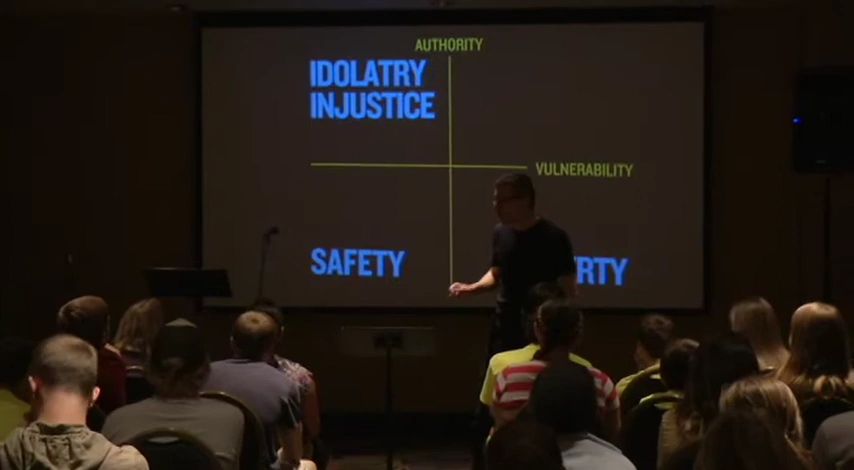 AUTHORITY
IDOLATRY
INJUSTICE
VULNERABILITY
SAFETY